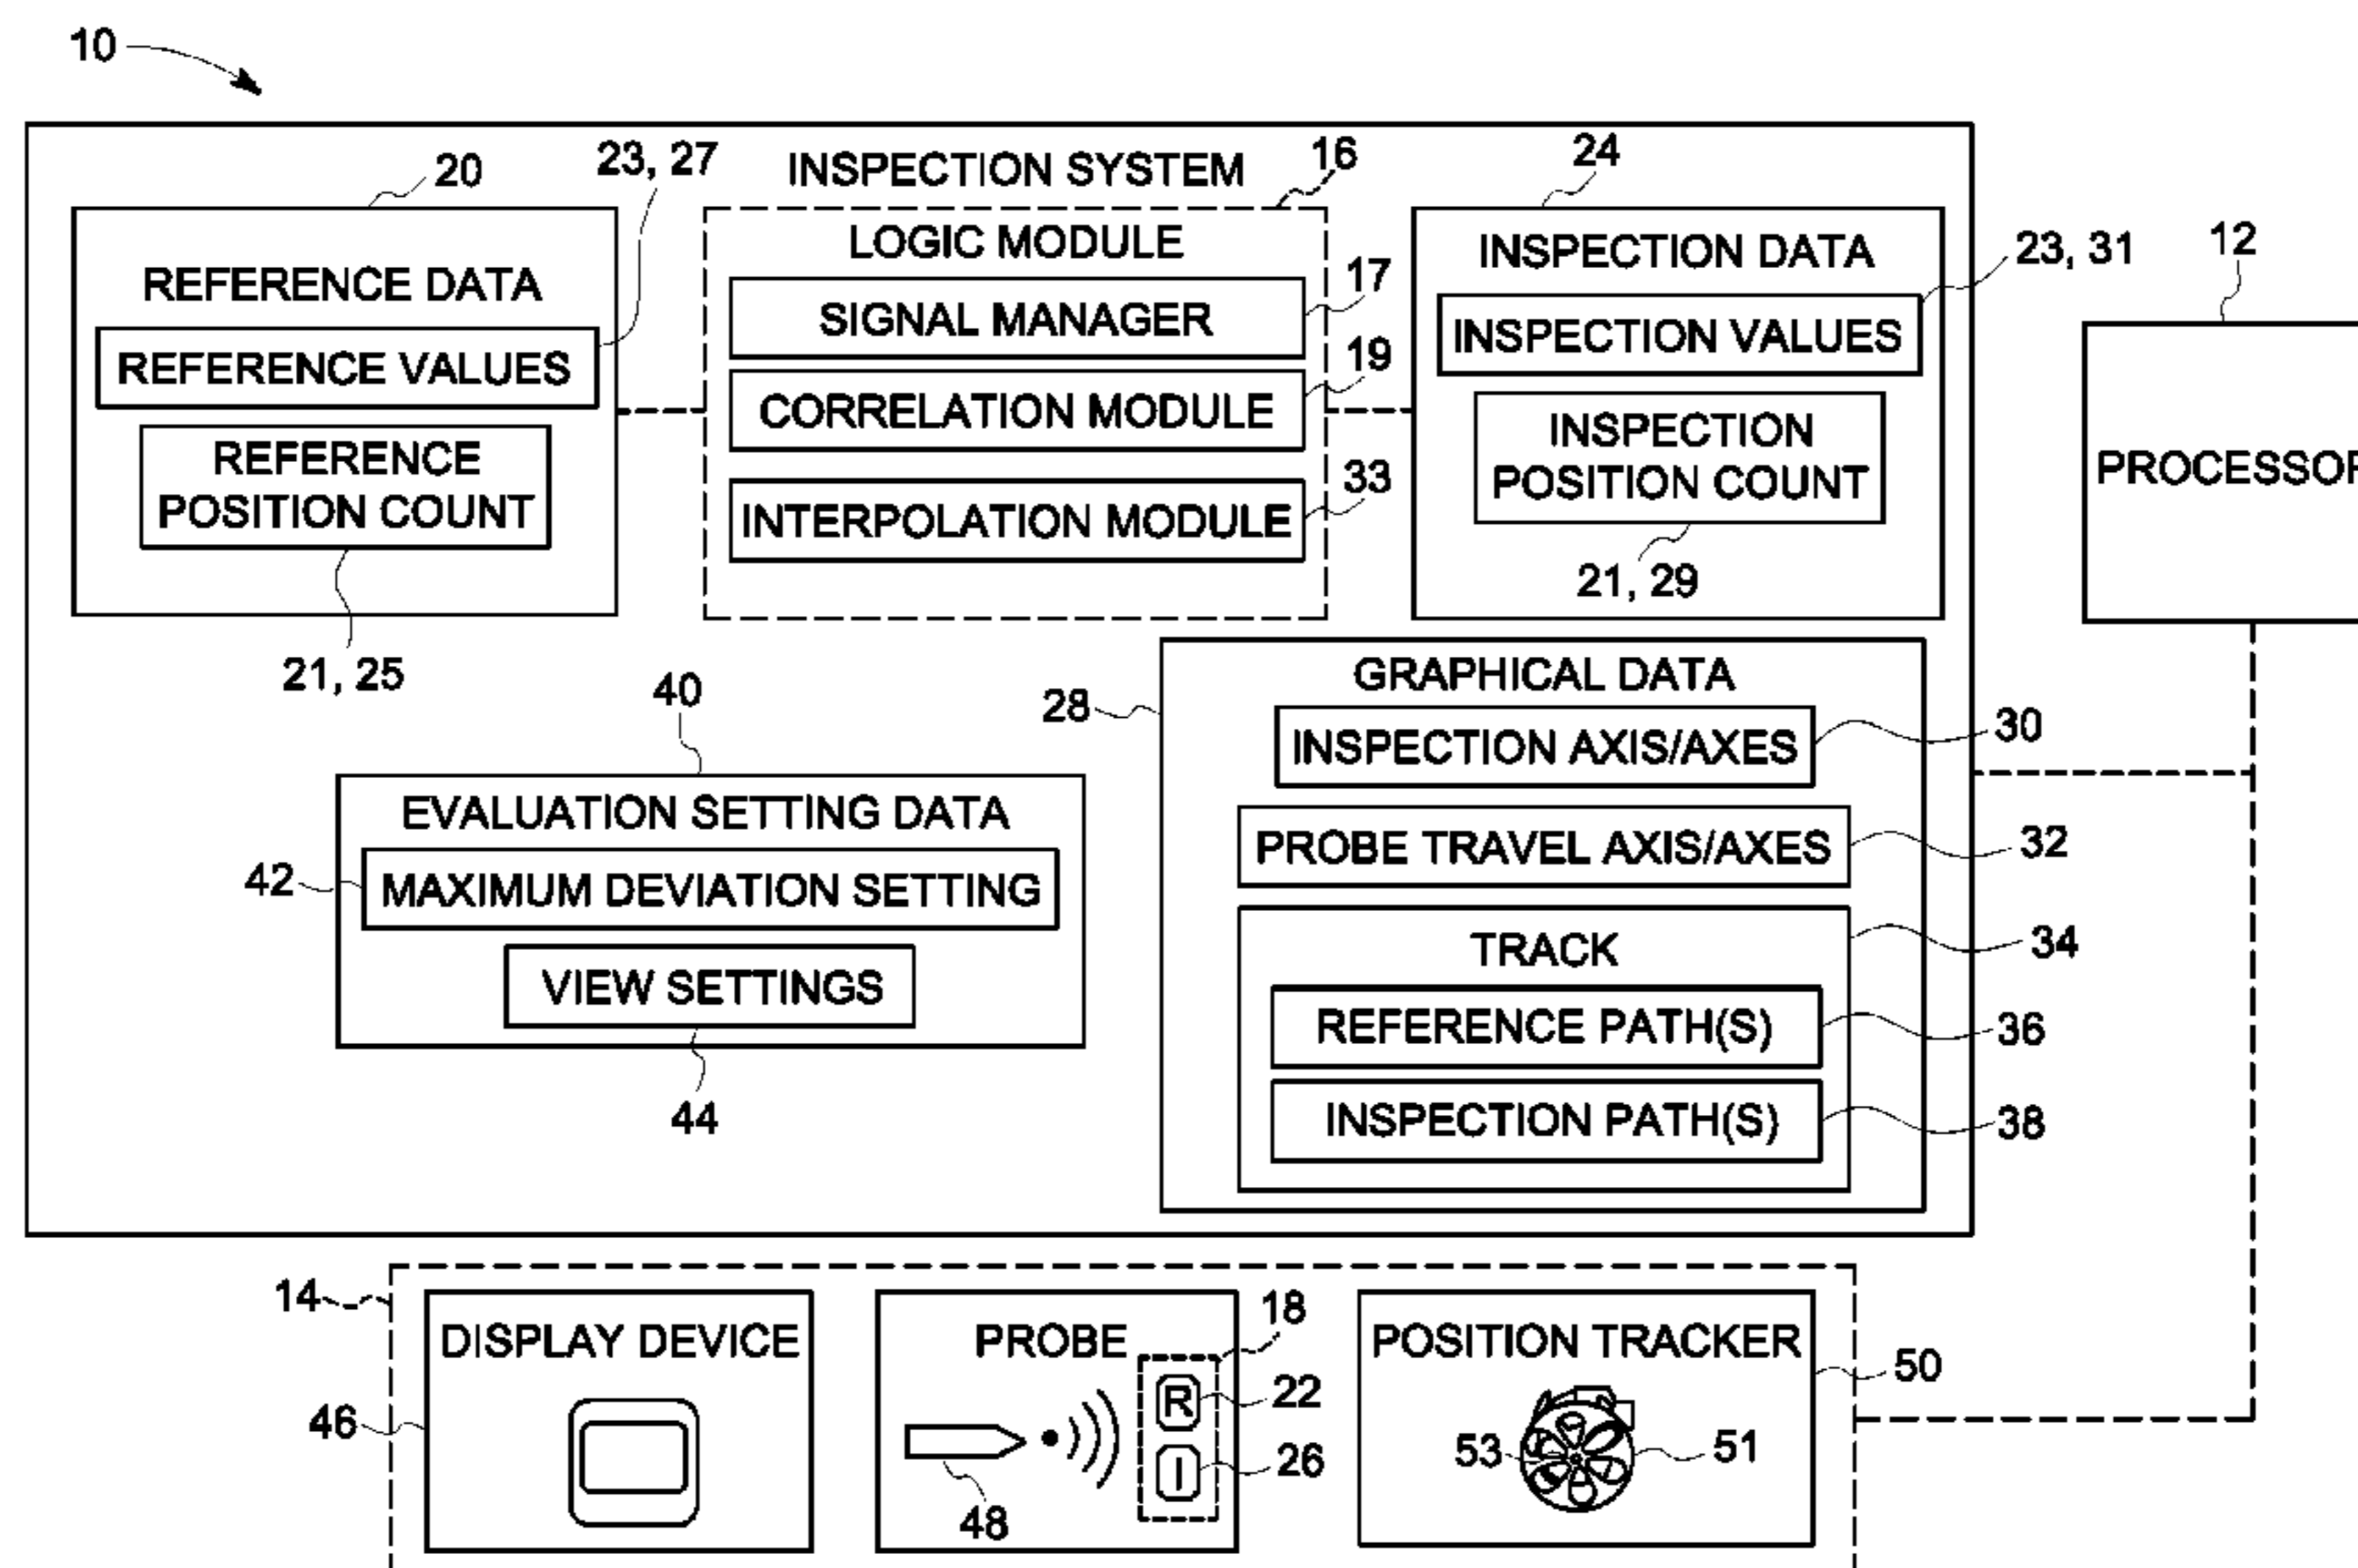 10
INSPECTION SYSTEM
20
23, 27
16
24
12
REFERENCE DATA
REFERENCE VALUES
REFERENCE
POSITION COUNT
21, 25
LOGIC MODULE
SIGNAL MANAGER
17
CORRELATION MODULE
19
INTERPOLATION MODULE
33
INSPECTION DATA
INSPECTION VALUES
23, 31
INSPECTION
POSITION COUNT
21, 29
PROCESSOR
40
EVALUATION SETTING DATA
42
MAXIMUM DEVIATION SETTING
VIEW SETTINGS
44
28
GRAPHICAL DATA
INSPECTION AXIS/AXES
30
PROBE TRAVEL AXIS/AXES
32
TRACK
34
REFERENCE PATH(S)
36
INSPECTION PATH(S)
38
14
DISPLAY DEVICE
46
PROBE
18
R
22
I
26
48
POSITION TRACKER
50
53
51